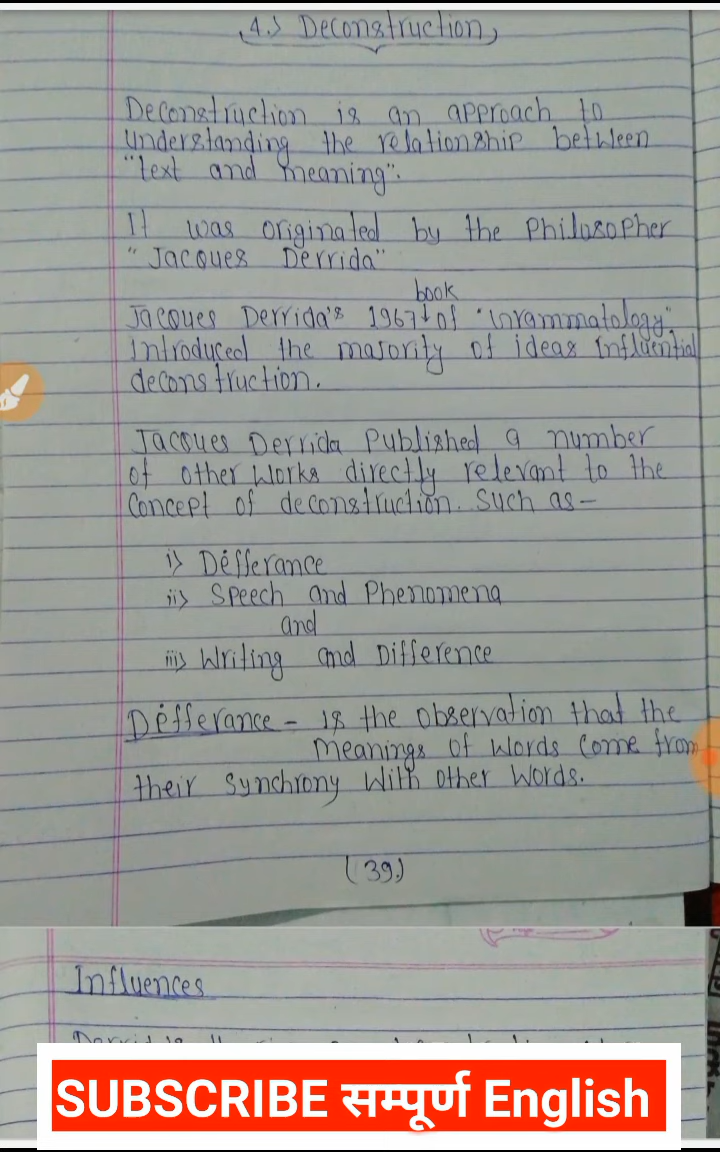 4.) Deconstruction
Deconstruction is an approach to
understanding the relationship between
"text and meaning".
It was originated by the Philosopher
"Jacques Derrida"
book
Jacques Derrida's 1967 of "Grammatology"
Introduced the majority of ideas Influential
deconstruction.
Jacques Derrida Published a number
of other Works directly relevant to the
Concept of deconstruction. Such as-
i) Défferance
ii) Speech and Phenomena
and
iii) Writing and Difference
Défferance - is the observation that the
meanings of Words Come from
their Synchrony With other Words.
(39)
Influences
SUBSCRIBE सम्पूर्ण English